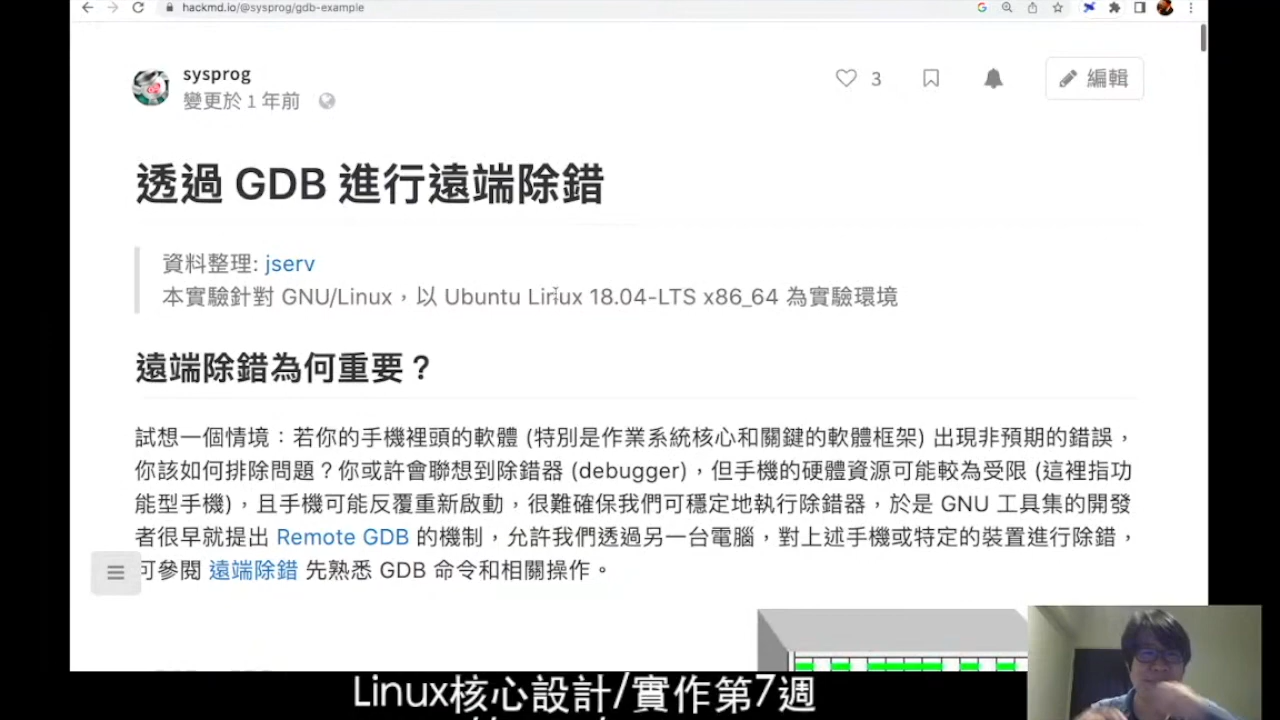 hackmd.io/@sysprog/gdb-example
sysprog
變更於 1 年前
3
編輯
透過 GDB 進行遠端除錯
資料整理: jserv
本實驗針對 GNU/Linux，以 Ubuntu Linux 18.04-LTS x86_64 為實驗環境
遠端除錯為何重要？
試想一個情境：若你的手機裡頭的軟體 (特別是作業系統核心和關鍵的軟體框架) 出現非預期的錯誤，
你該如何排除問題？你或許會聯想到除錯器 (debugger)，但手機的硬體資源可能較為受限 (這裡指功
能型手機)，且手機可能反覆重新啟動，很難確保我們可穩定地執行除錯器，於是 GNU 工具集的開發
者很早就提出 Remote GDB 的機制，允許我們透過另一台電腦，對上述手機或特定的裝置進行除錯，
可參閱 遠端除錯 先熟悉 GDB 命令和相關操作。
Linux核心設計/實作第7週